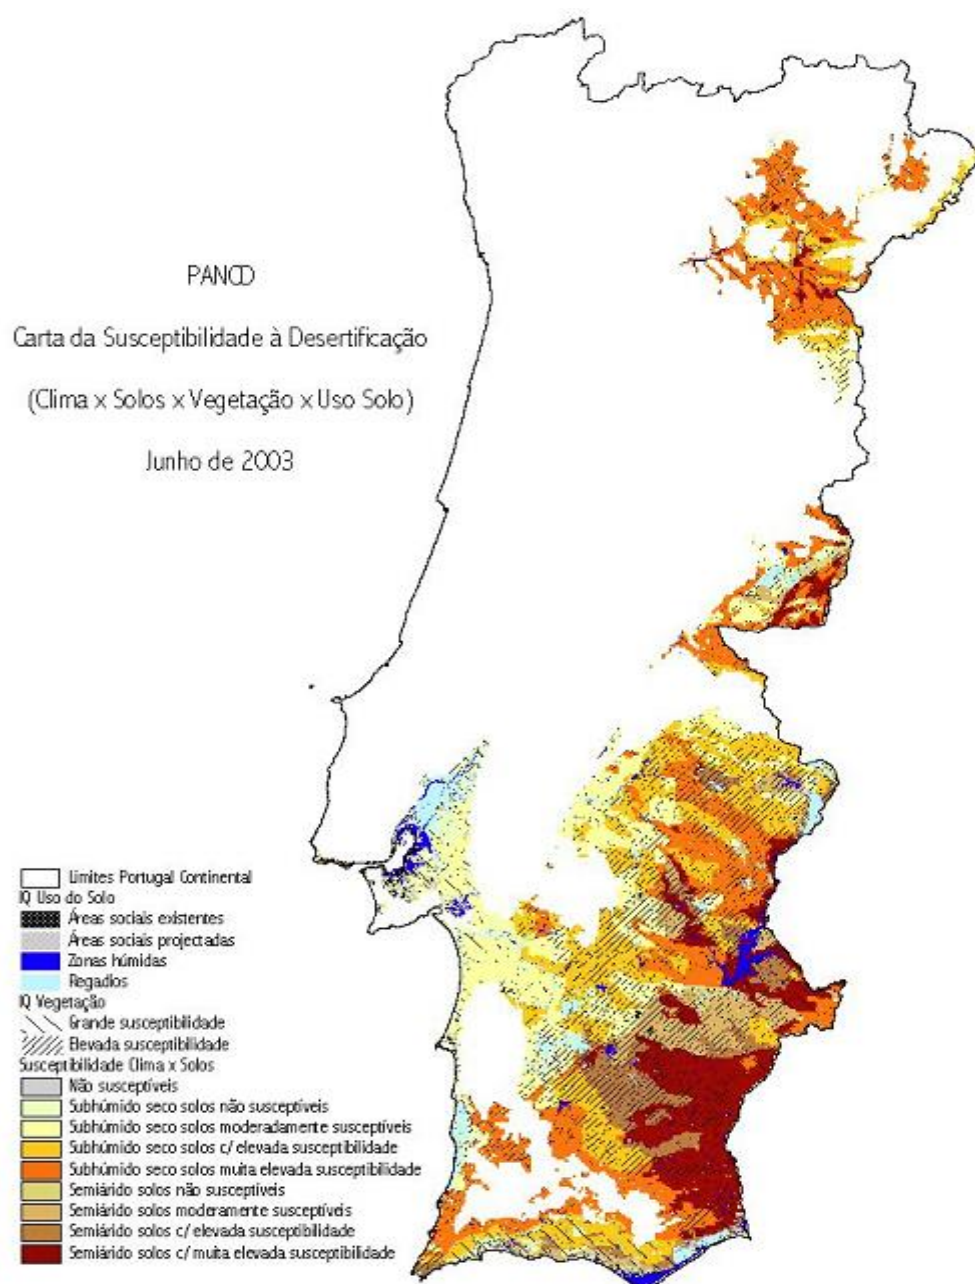 PANCD
Carta da Susceptibilidade à Desertificação
(Clima x Solos x Vegetação x Uso Solo)
Junho de 2003
Limites Portugal Continental
IQ Uso do Solo
Áreas sociais existentes
Áreas sociais projectadas
Zonas húmidas
Regadios
IQ Vegetação
Grande susceptibilidade
Elevada susceptibilidade
Susceptibilidade Clima x Solos
Não susceptíveis
Subhúmido seco solos não susceptíveis
Subhúmido seco solos moderadamente susceptíveis
Subhúmido seco solos c/ elevada susceptibilidade
Subhúmido seco solos muita elevada susceptibilidade
Semiárido solos não susceptíveis
Semiárido solos moderamente susceptíveis
Semiárido solos c/ elevada susceptibilidade
Semiárido solos c/ muita elevada susceptibilidade